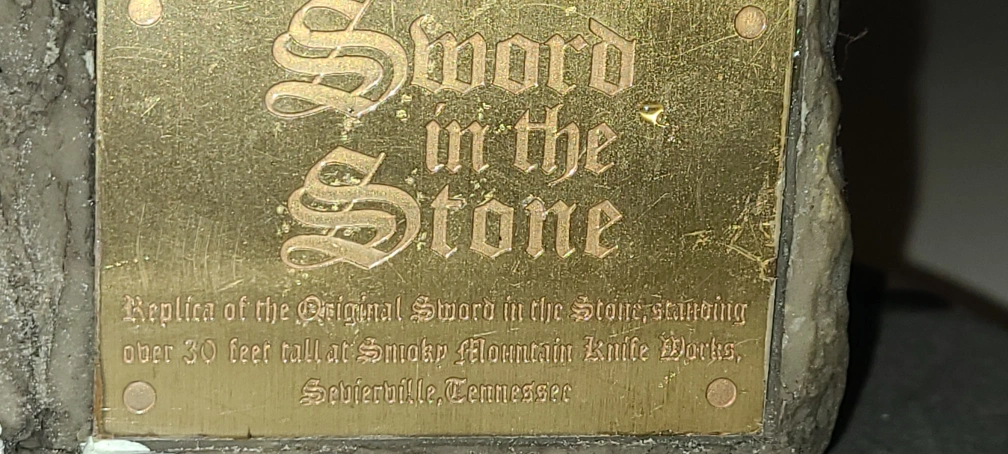 Sword
in the
Stone
Replica of the Original Sword in the Stone, standing
over 30 feet tall at Smoky Mountain Knife Works,
Sevierville, Tennessee